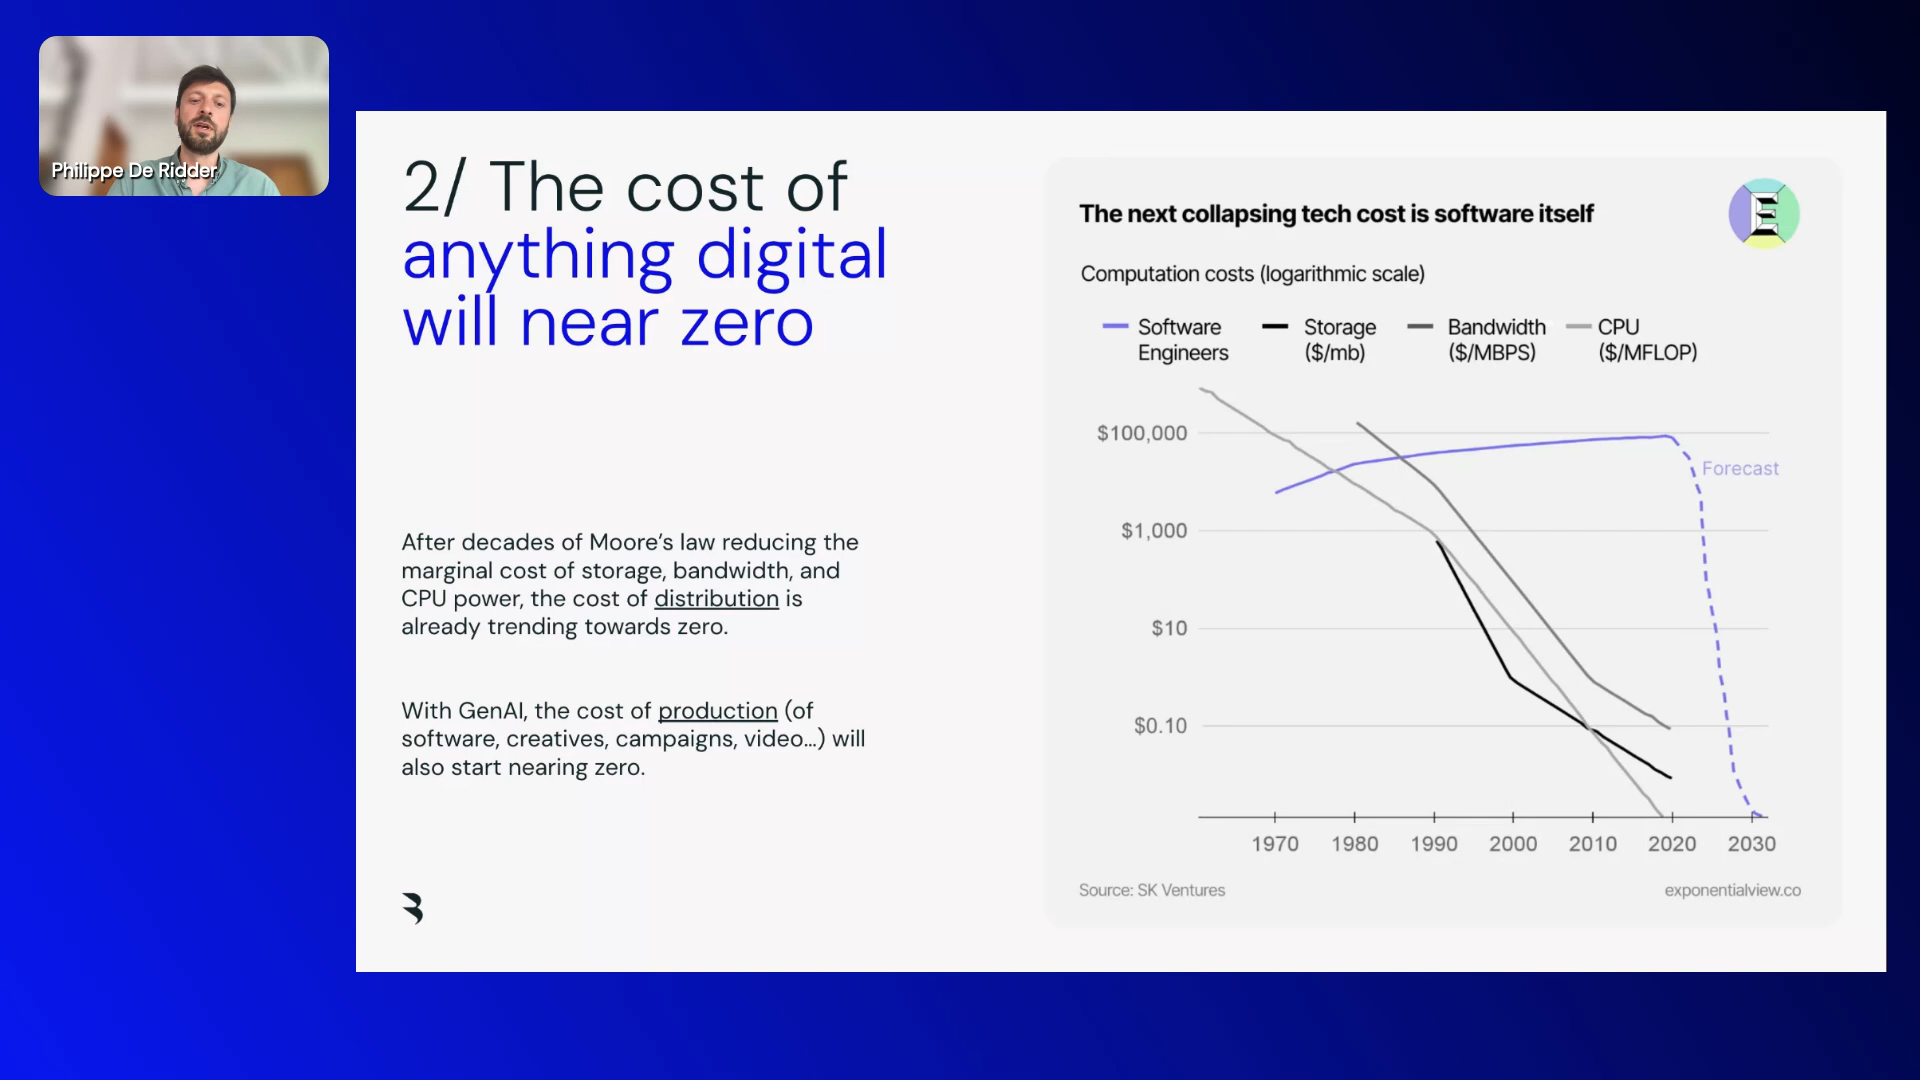 Philippe De Ridder
2/ The cost of
anything digital
will near zero
After decades of Moore’s law reducing the
marginal cost of storage, bandwidth, and
CPU power, the cost of distribution is
already trending towards zero.
With GenAI, the cost of production (of
software, creatives, campaigns, video...) will
also start nearing zero.
The next collapsing tech cost is software itself
E
Computation costs (logarithmic scale)
Software
Engineers
Storage
($/mb)
Bandwidth
($/MBPS)
CPU
($/MFLOP)
$100,000
$1,000
$10
$0.10
Forecast
1970 1980 1990 2000 2010 2020 2030
Source: SK Ventures
exponentialview.co